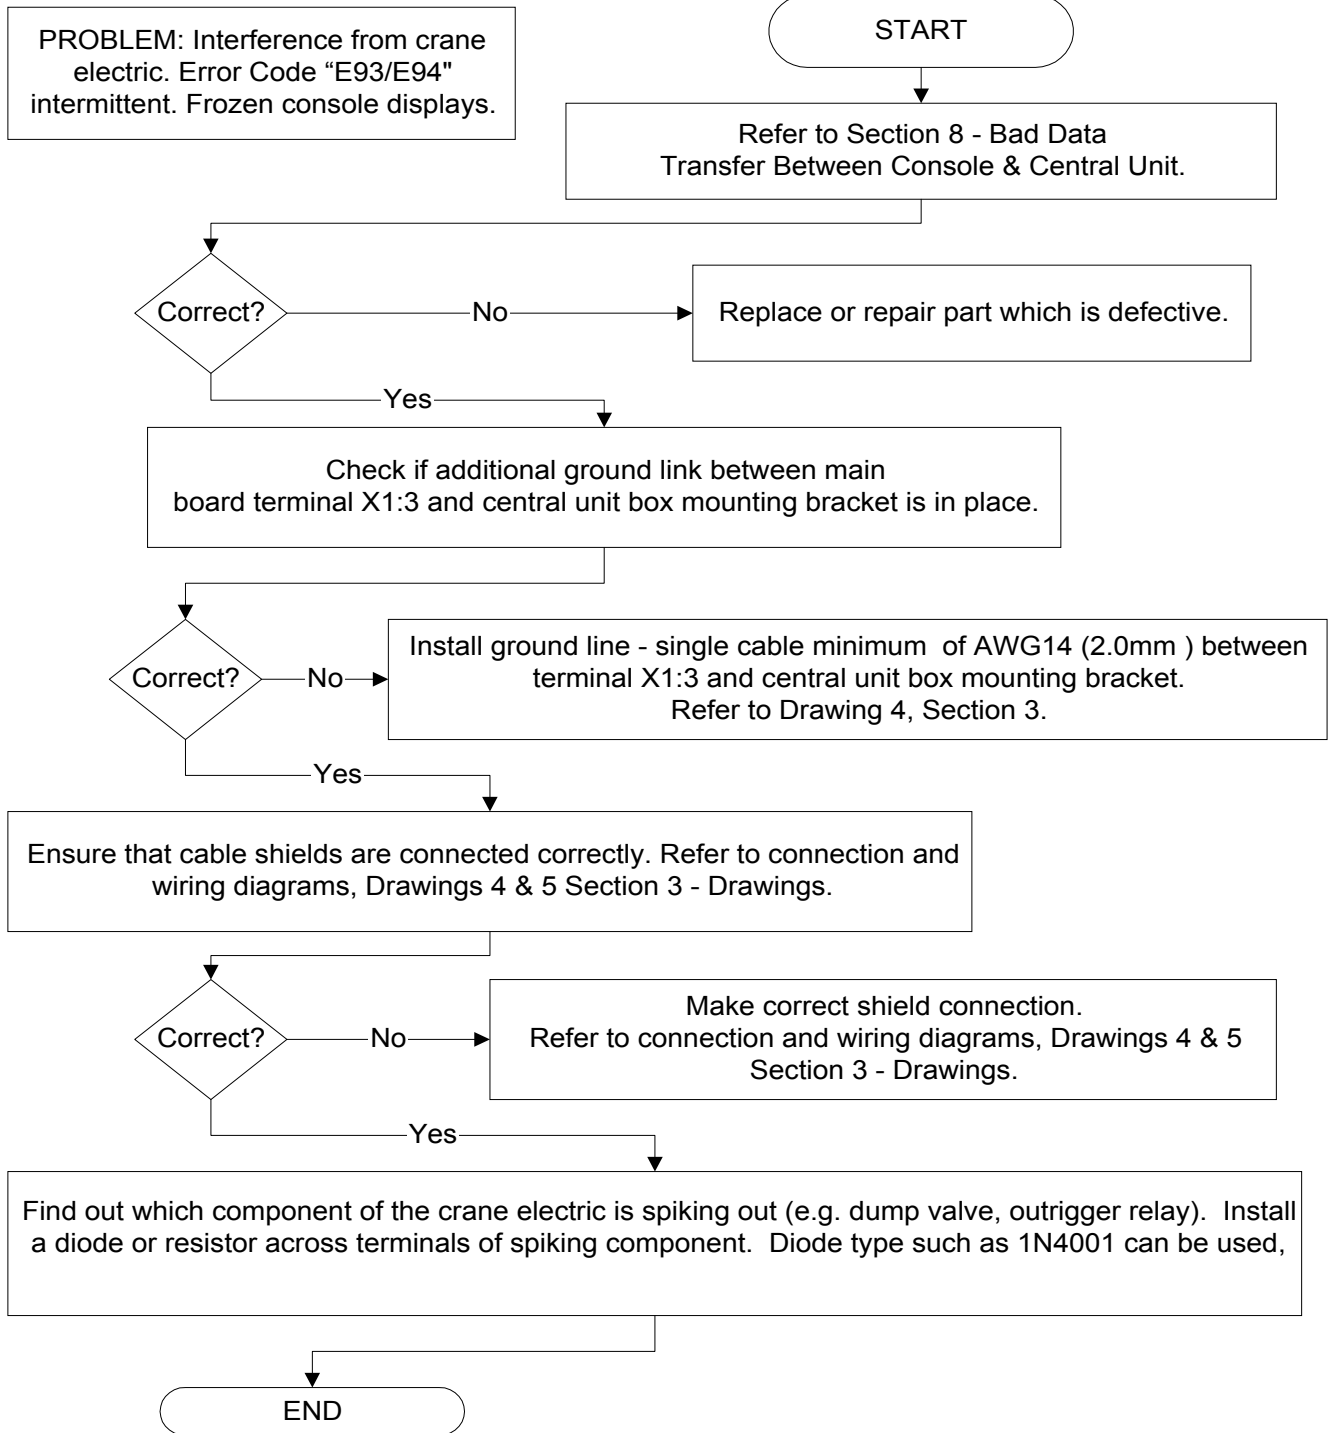 PROBLEM: Interference from crane
electric. Error Code “E93/E94"
intermittent. Frozen console displays.
START
Refer to Section 8 - Bad Data
Transfer Between Console & Central Unit.
Correct?
No
Replace or repair part which is defective.
Yes
Check if additional ground link between main
board terminal X1:3 and central unit box mounting bracket is in place.
Correct?
No
Install ground line - single cable minimum  of AWG14 (2.0mm ) between
terminal X1:3 and central unit box mounting bracket.
Refer to Drawing 4, Section 3.
Yes
Ensure that cable shields are connected correctly. Refer to connection and
wiring diagrams, Drawings 4 & 5 Section 3 - Drawings.
Correct?
No
Make correct shield connection.
Refer to connection and wiring diagrams, Drawings 4 & 5
Section 3 - Drawings.
Yes
Find out which component of the crane electric is spiking out (e.g. dump valve, outrigger relay).  Install
a diode or resistor across terminals of spiking component.  Diode type such as 1N4001 can be used,
END